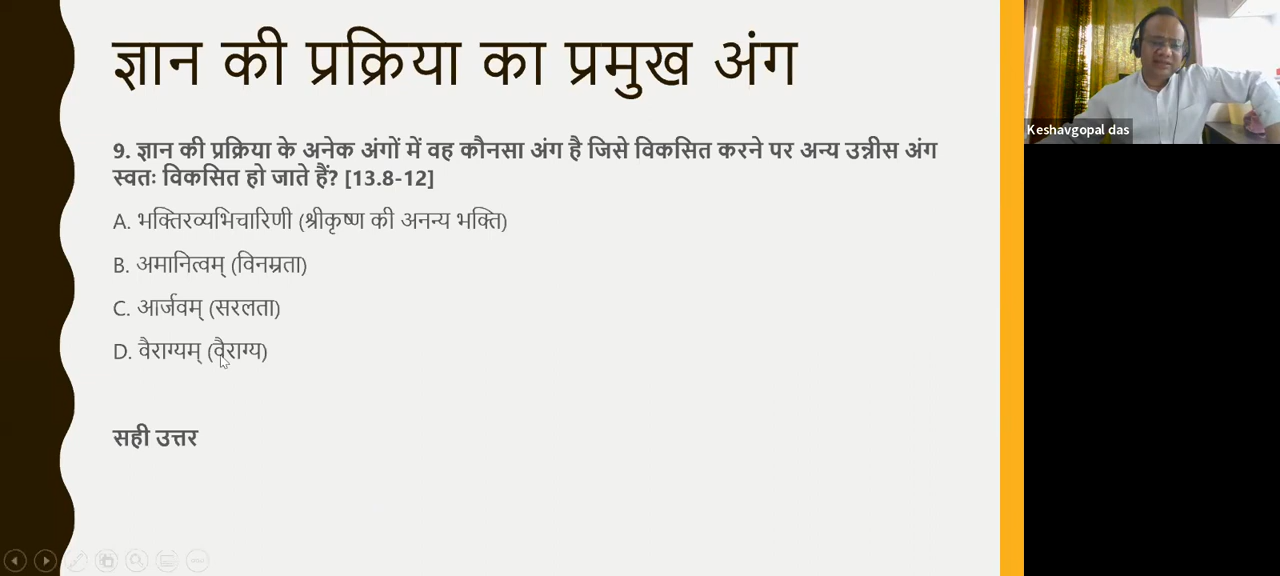 ज्ञान की प्रक्रिया का प्रमुख अंग
9. ज्ञान की प्रक्रिया के अनेक अंगों में वह कौनसा अंग है जिसे विकसित करने पर अन्य उन्नीस अंग
स्वतः विकसित हो जाते हैं? [13.8-12]
A. भक्तिरव्यभिचारिणी (श्रीकृष्ण की अनन्य भक्ति)
B. अमानित्वम् (विनम्रता)
C. आर्जवम् (सरलता)
D. वैराग्यम् (वैराग्य)
सही उत्तर
Keshavgopal das